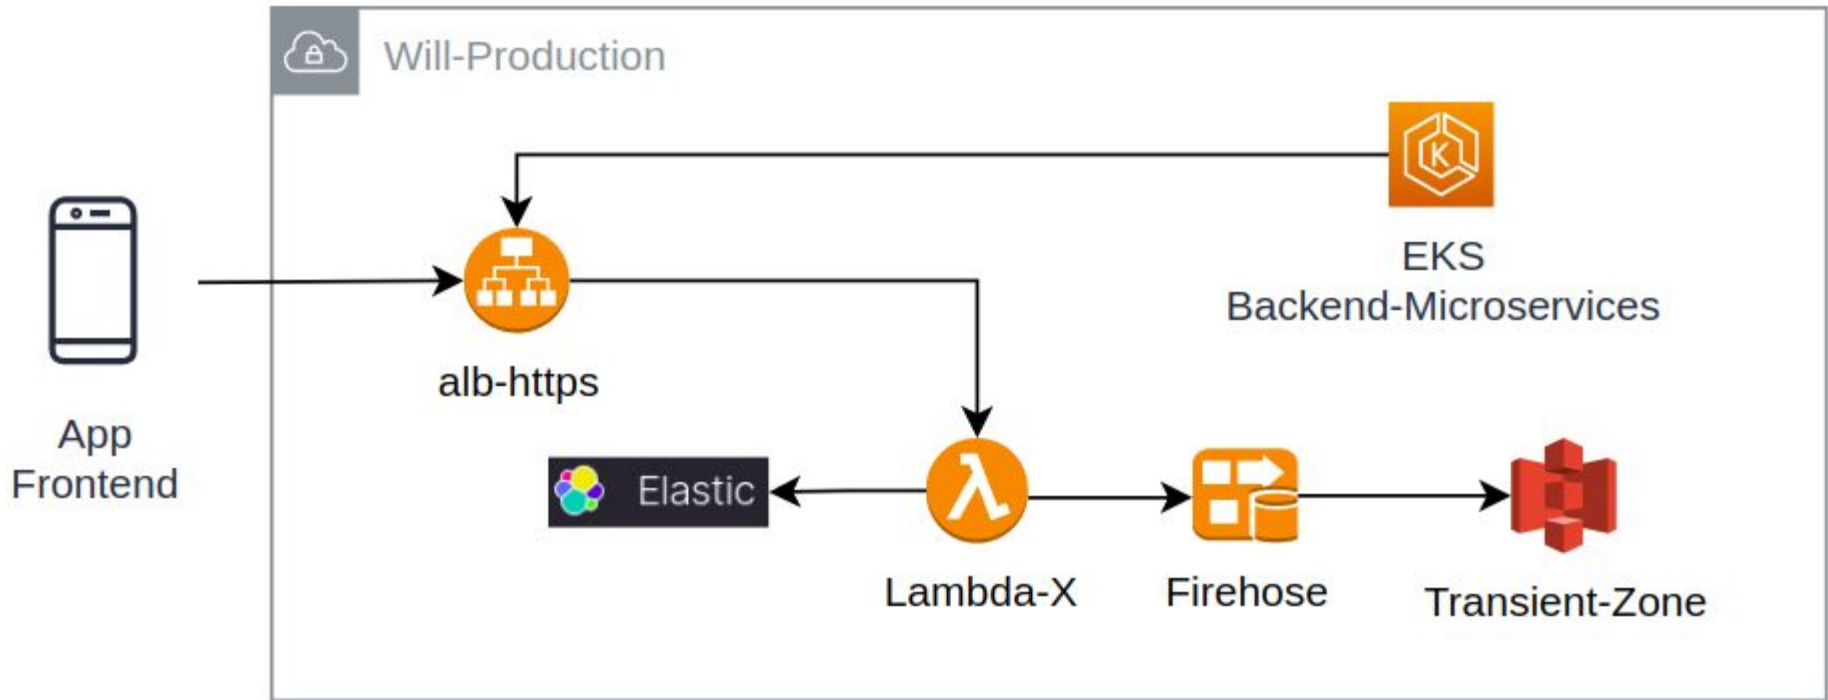 Will-Production
EKS
Backend-Microservices
alb-https
App
Frontend
Elastic
Lambda-X
Firehose
Transient-Zone